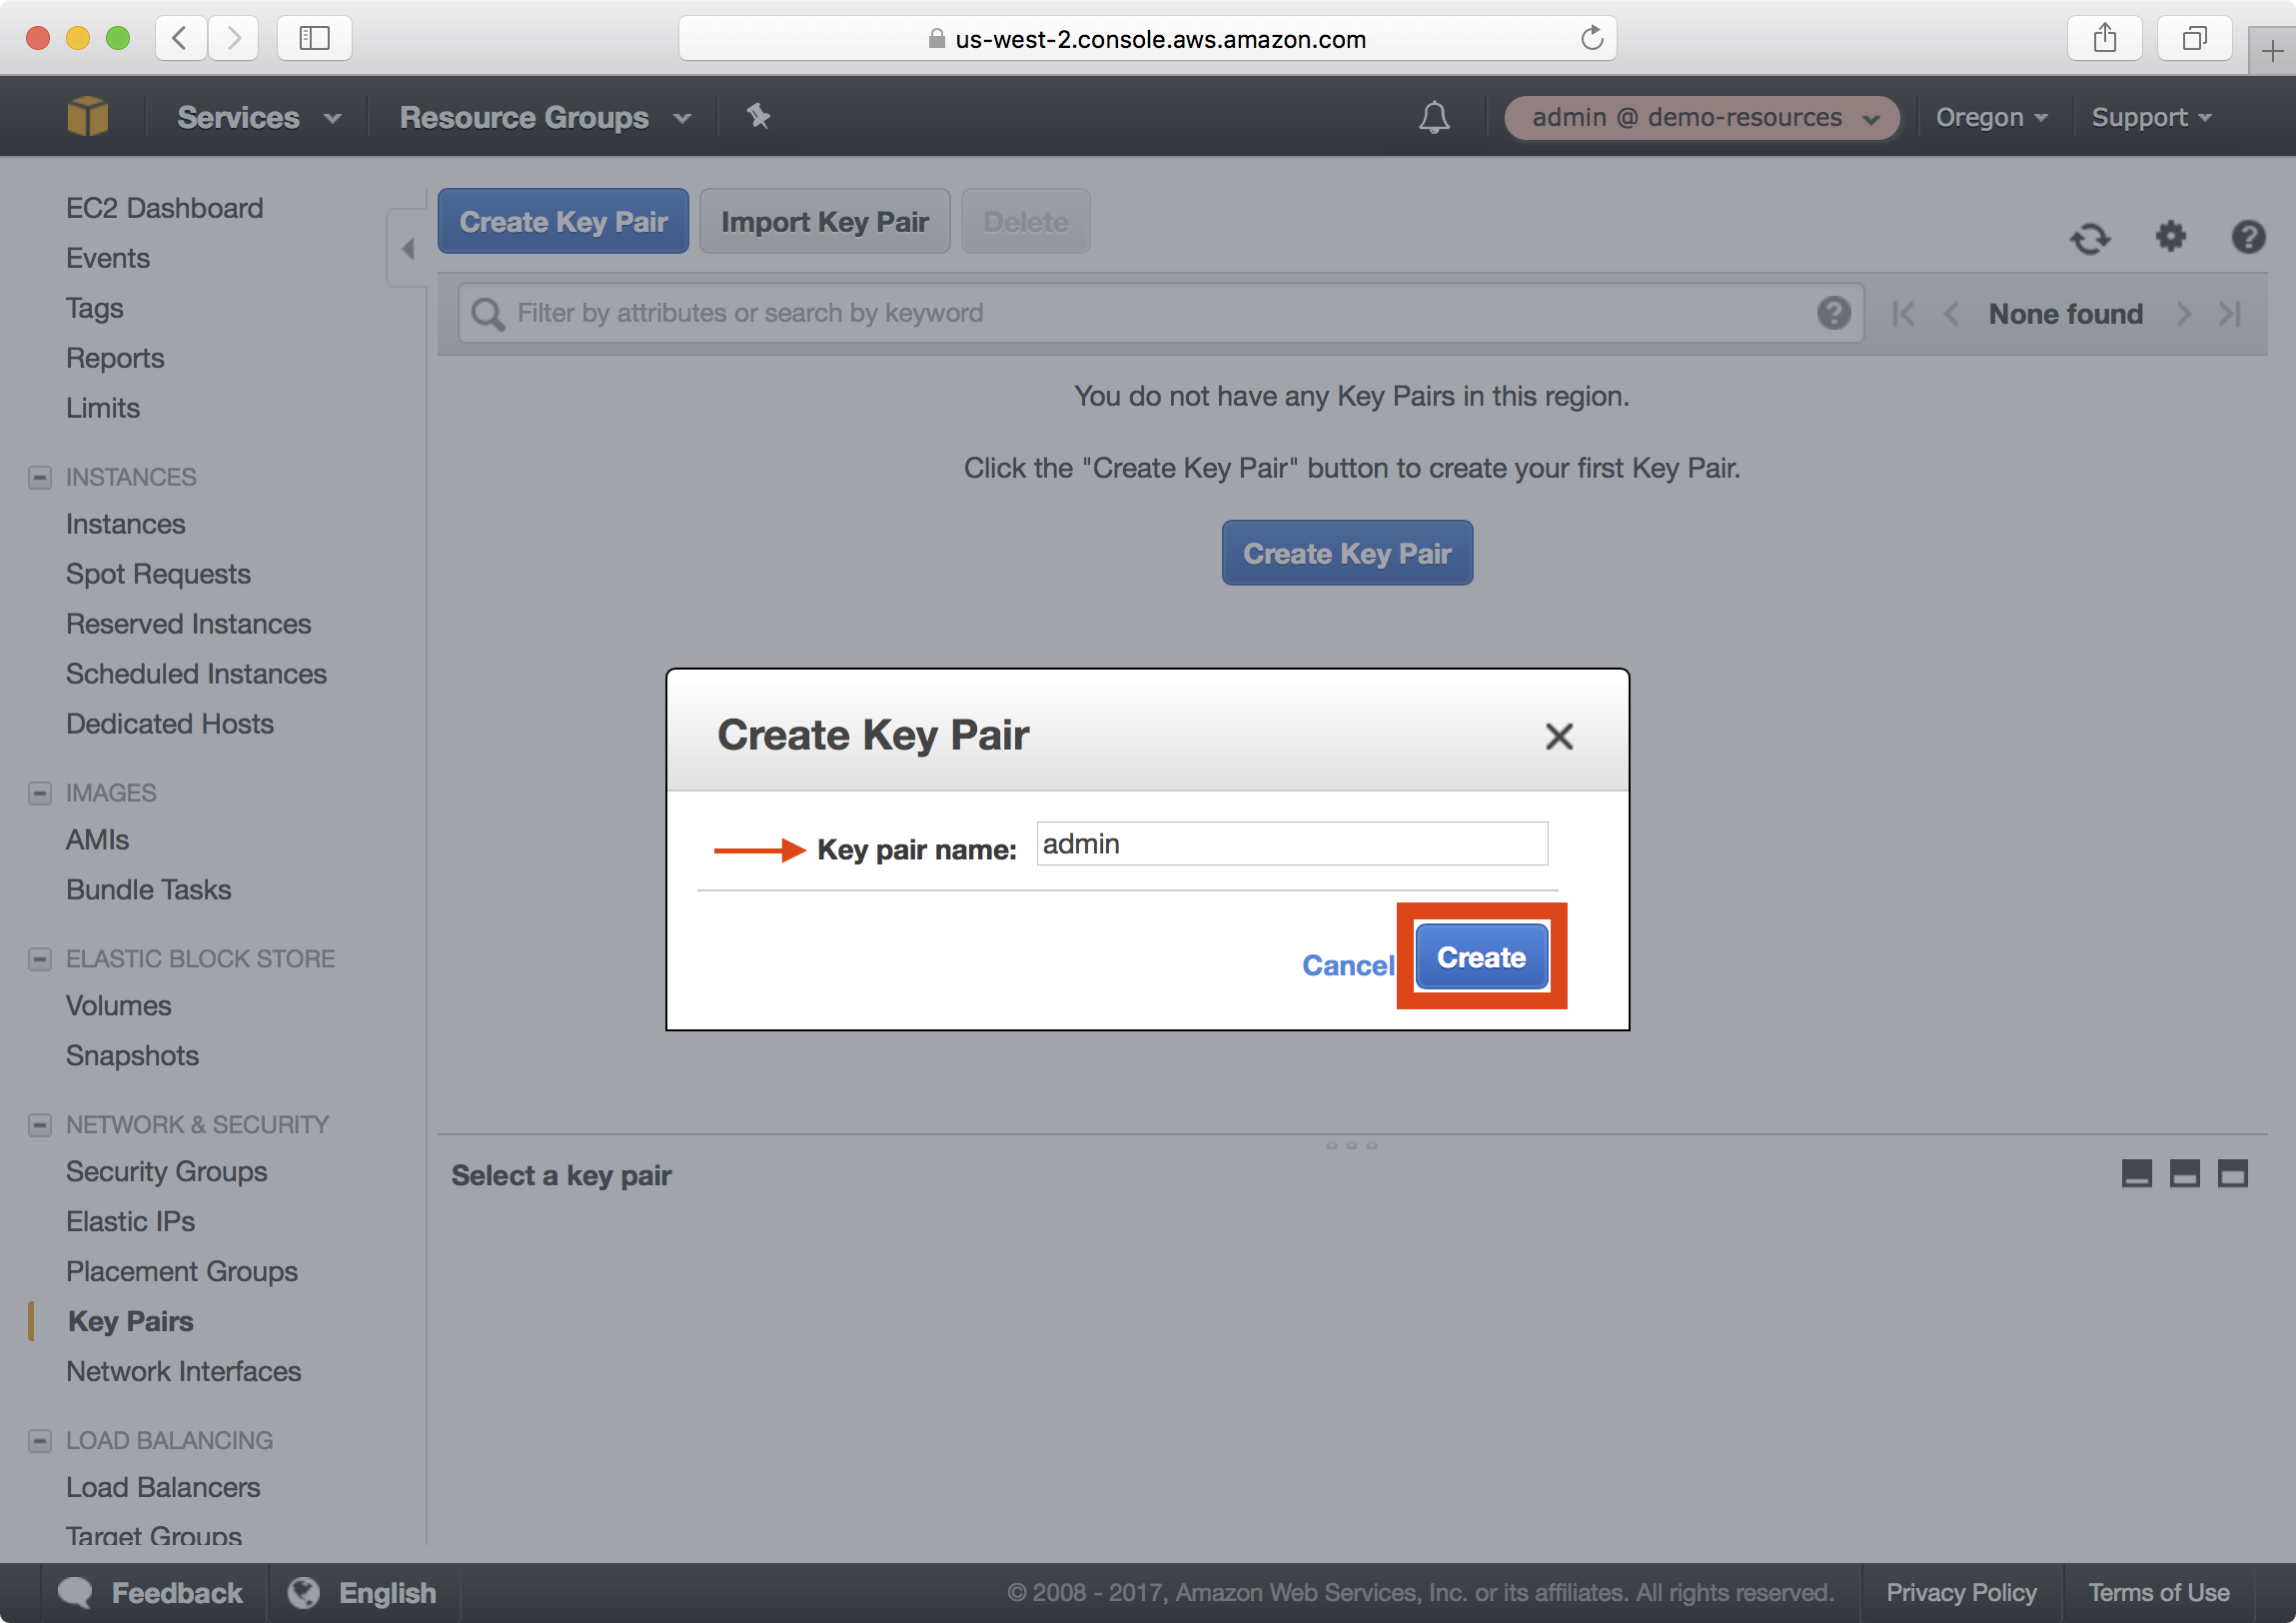 us-west-2.console.aws.amazon.com
Services
Resource Groups
admin @ demo-resources
Oregon
Support
EC2 Dashboard
Events
Tags
Reports
Limits
INSTANCES
Instances
Spot Requests
Reserved Instances
Scheduled Instances
Dedicated Hosts
IMAGES
AMIs
Bundle Tasks
ELASTIC BLOCK STORE
Volumes
Snapshots
NETWORK & SECURITY
Security Groups
Elastic IPs
Placement Groups
Key Pairs
Network Interfaces
LOAD BALANCING
Load Balancers
Target Groups
Create Key Pair
Import Key Pair
Delete
Filter by attributes or search by keyword
None found
You do not have any Key Pairs in this region.
Click the "Create Key Pair" button to create your first Key Pair.
Create Key Pair
Create Key Pair
Key pair name: admin
Cancel
Create
Select a key pair
Feedback
English
© 2008 - 2017, Amazon Web Services, Inc. or its affiliates. All rights reserved.
Privacy Policy
Terms of Use